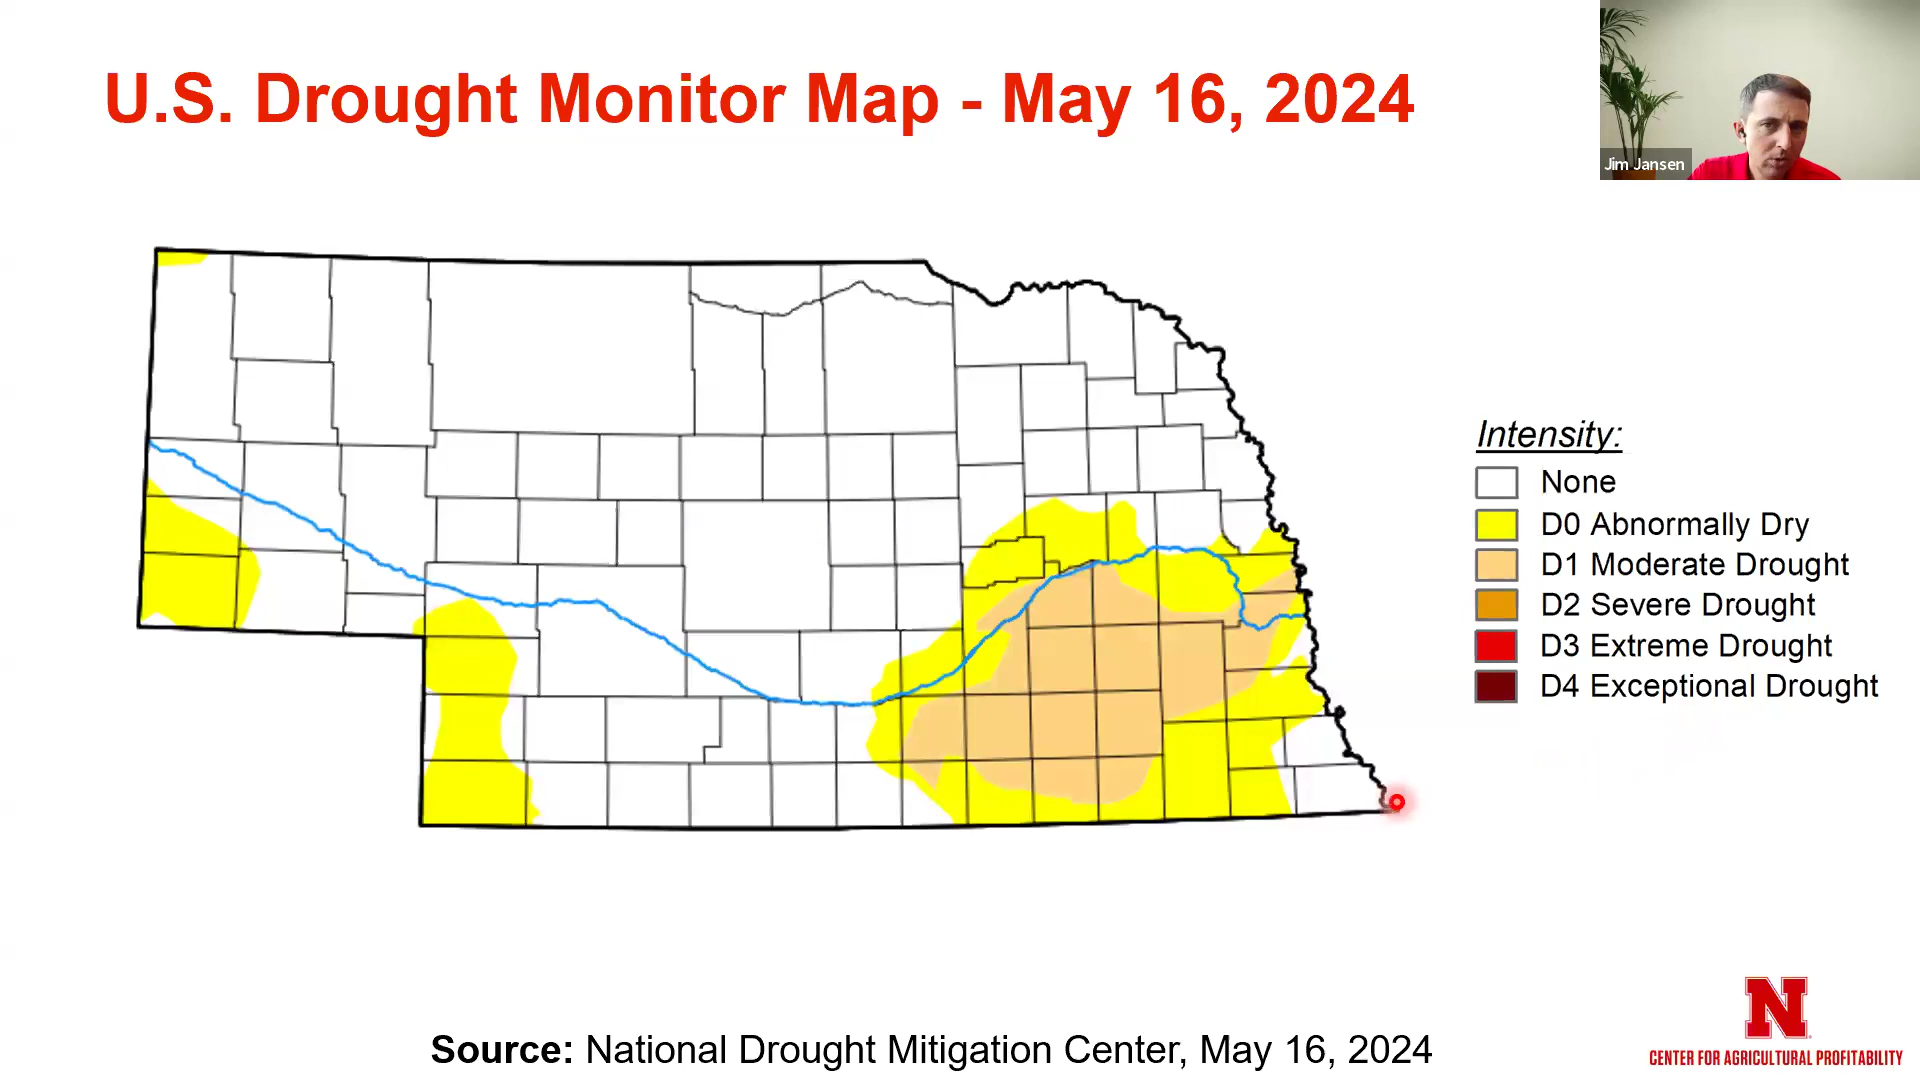 U.S. Drought Monitor Map - May 16, 2024
Jim Jansen
Intensity:
None
D0 Abnormally Dry
D1 Moderate Drought
D2 Severe Drought
D3 Extreme Drought
D4 Exceptional Drought
Source: National Drought Mitigation Center, May 16, 2024
N
CENTER FOR AGRICULTURAL PROFITABILITY